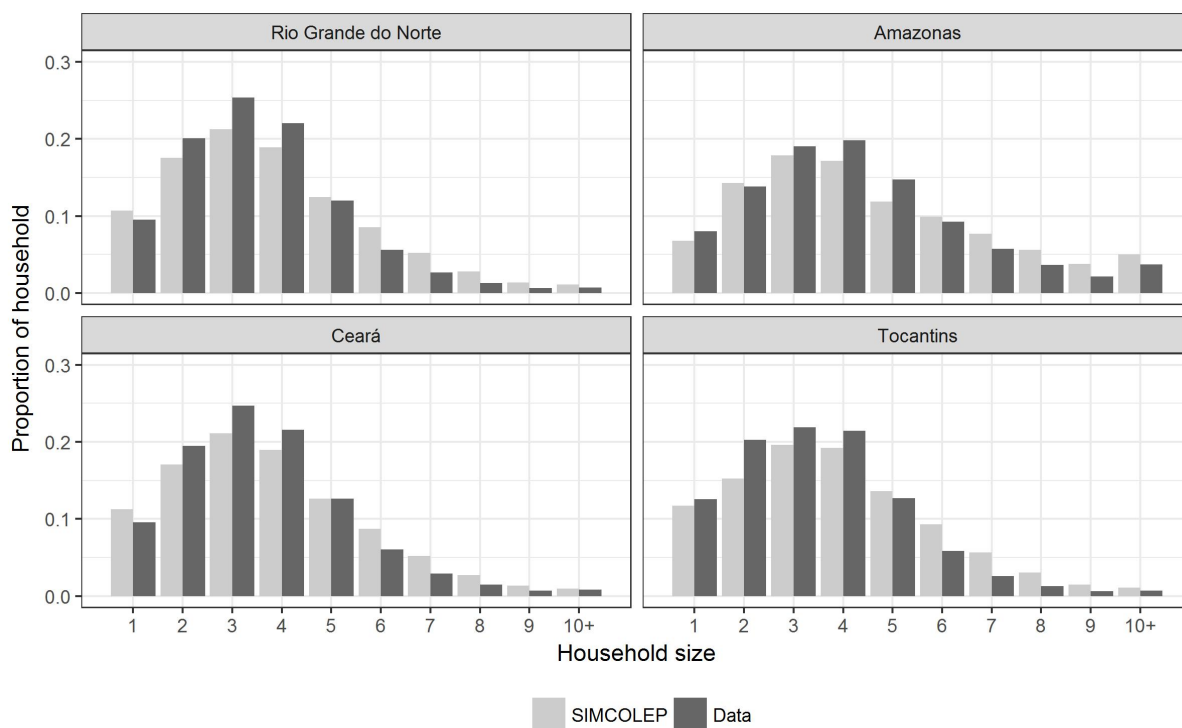 Rio Grande do Norte
Amazonas
0.3
0.2
0.1
0.0
Proportion of household
Ceará
Tocantins
0.3
0.2
0.1
0.0
1 2 3 4 5 6 7 8 9 10+
1 2 3 4 5 6 7 8 9 10+
Household size
SIMCOLEP Data